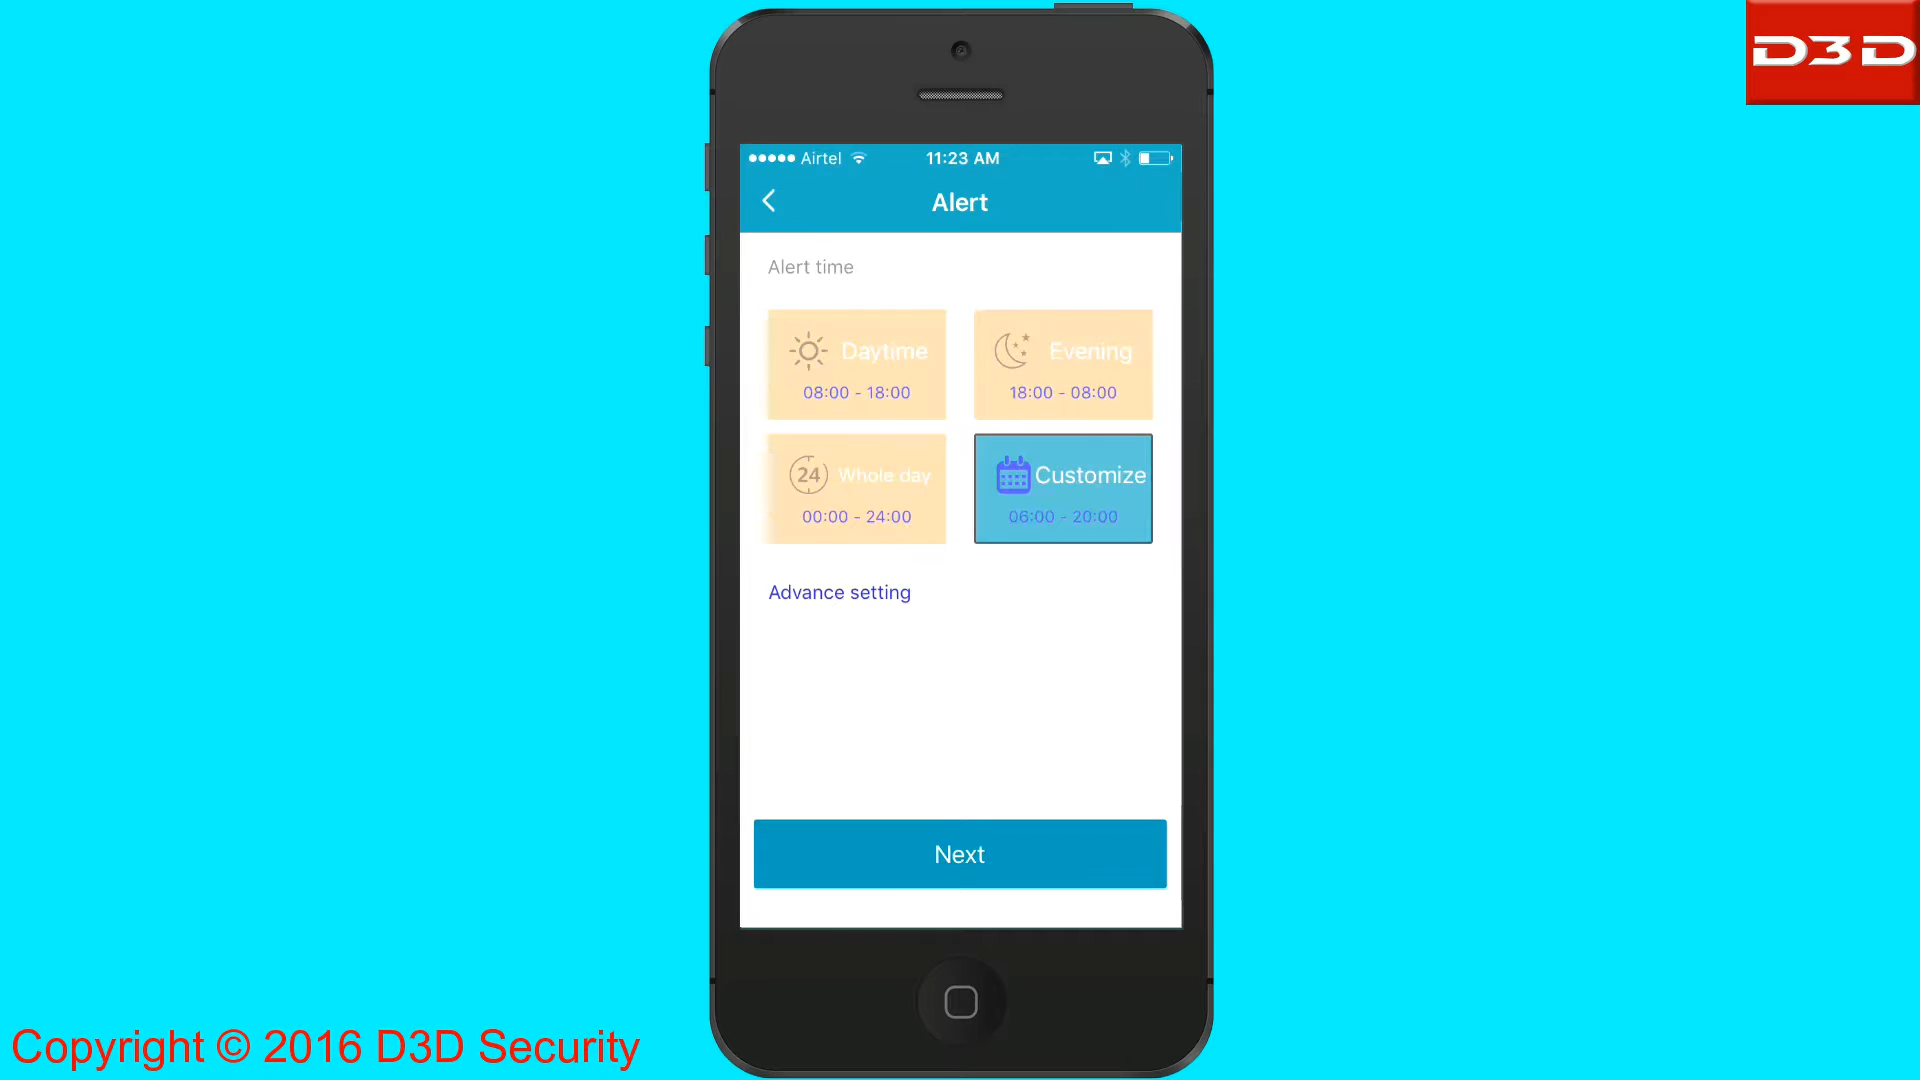 D3D
Airtel 11:23 AM
Alert
Alert time
Daytime
08:00 - 18:00
Evening
18:00 - 08:00
24 Whole day
00:00 - 24:00
Customize
06:00 - 20:00
Advance setting
Next
Copyright © 2016 D3D Security